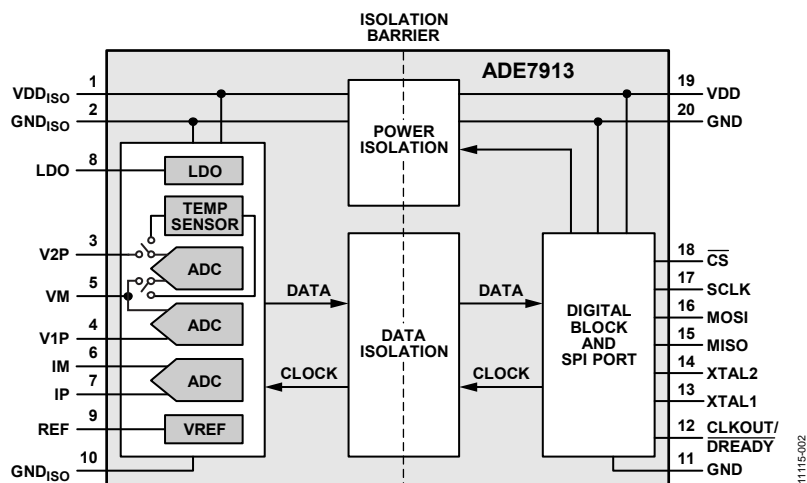 ISOLATION
BARRIER
ADE7913
1
VDDISO
2
GNDISO
8
LDO
3
V2P
5
VM
4
V1P
6
IM
7
IP
9
REF
10
GNDISO
LDO
TEMP
SENSOR
ADC
ADC
ADC
VREF
POWER
ISOLATION
DATA
CLOCK
DATA
ISOLATION
DATA
CLOCK
DIGITAL
BLOCK
AND
SPI PORT
19
VDD
20
GND
18
CS
17
SCLK
16
MOSI
15
MISO
14
XTAL2
13
XTAL1
12
CLKOUT/
DREADY
11
GND
11115-002